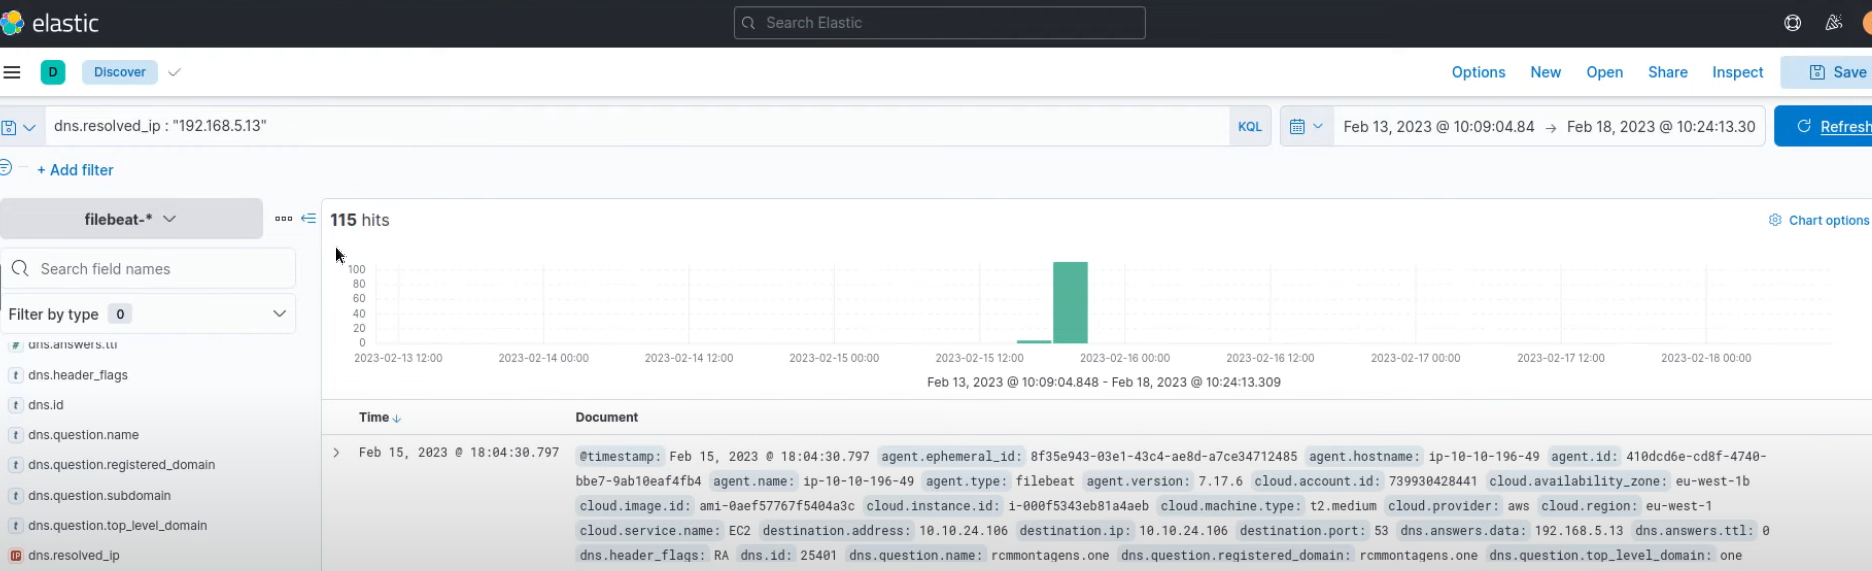 elastic
Search Elastic
D Discover Options New Open Share Inspect Save
dns.resolved_ip : "192.168.5.13" KQL Feb 13, 2023 @ 10:09:04.84 → Feb 18, 2023 @ 10:24:13.30 Refresh
+ Add filter
filebeat-*
115 hits
Chart options
Search field names
Filter by type 0
# dns.answers.ttl
t dns.header_flags
t dns.id
t dns.question.name
t dns.question.registered_domain
t dns.question.subdomain
t dns.question.top_level_domain
IP dns.resolved_ip
100
80
60
40
20
0
2023-02-13 12:00 2023-02-14 00:00 2023-02-14 12:00 2023-02-15 00:00 2023-02-15 12:00 2023-02-16 00:00 2023-02-16 12:00 2023-02-17 00:00 2023-02-17 12:00 2023-02-18 00:00
Feb 13, 2023 @ 10:09:04.848 - Feb 18, 2023 @ 10:24:13.309
Time ↓ Document
Feb 15, 2023 @ 18:04:30.797 @timestamp: Feb 15, 2023 @ 18:04:30.797 agent.ephemeral_id: 8f35e943-03e1-43c4-ae8d-a7ce34712485 agent.hostname: ip-10-10-196-49 agent.id: 410dcd6e-cd8f-4740-
bbe7-9ab10eaf4fb4 agent.name: ip-10-10-196-49 agent.type: filebeat agent.version: 7.17.6 cloud.account.id: 739930428441 cloud.availability_zone: eu-west-1b
cloud.image.id: ami-0aef57767f5404a3c cloud.instance.id: i-000f5343eb81a4aeb cloud.machine.type: t2.medium cloud.provider: aws cloud.region: eu-west-1
cloud.service.name: EC2 destination.address: 10.10.24.106 destination.ip: 10.10.24.106 destination.port: 53 dns.answers.data: 192.168.5.13 dns.answers.ttl: 0
dns.header_flags: RA dns.id: 25401 dns.question.name: rcmmontagens.one dns.question.registered_domain: rcmmontagens.one dns.question.top_level_domain: one